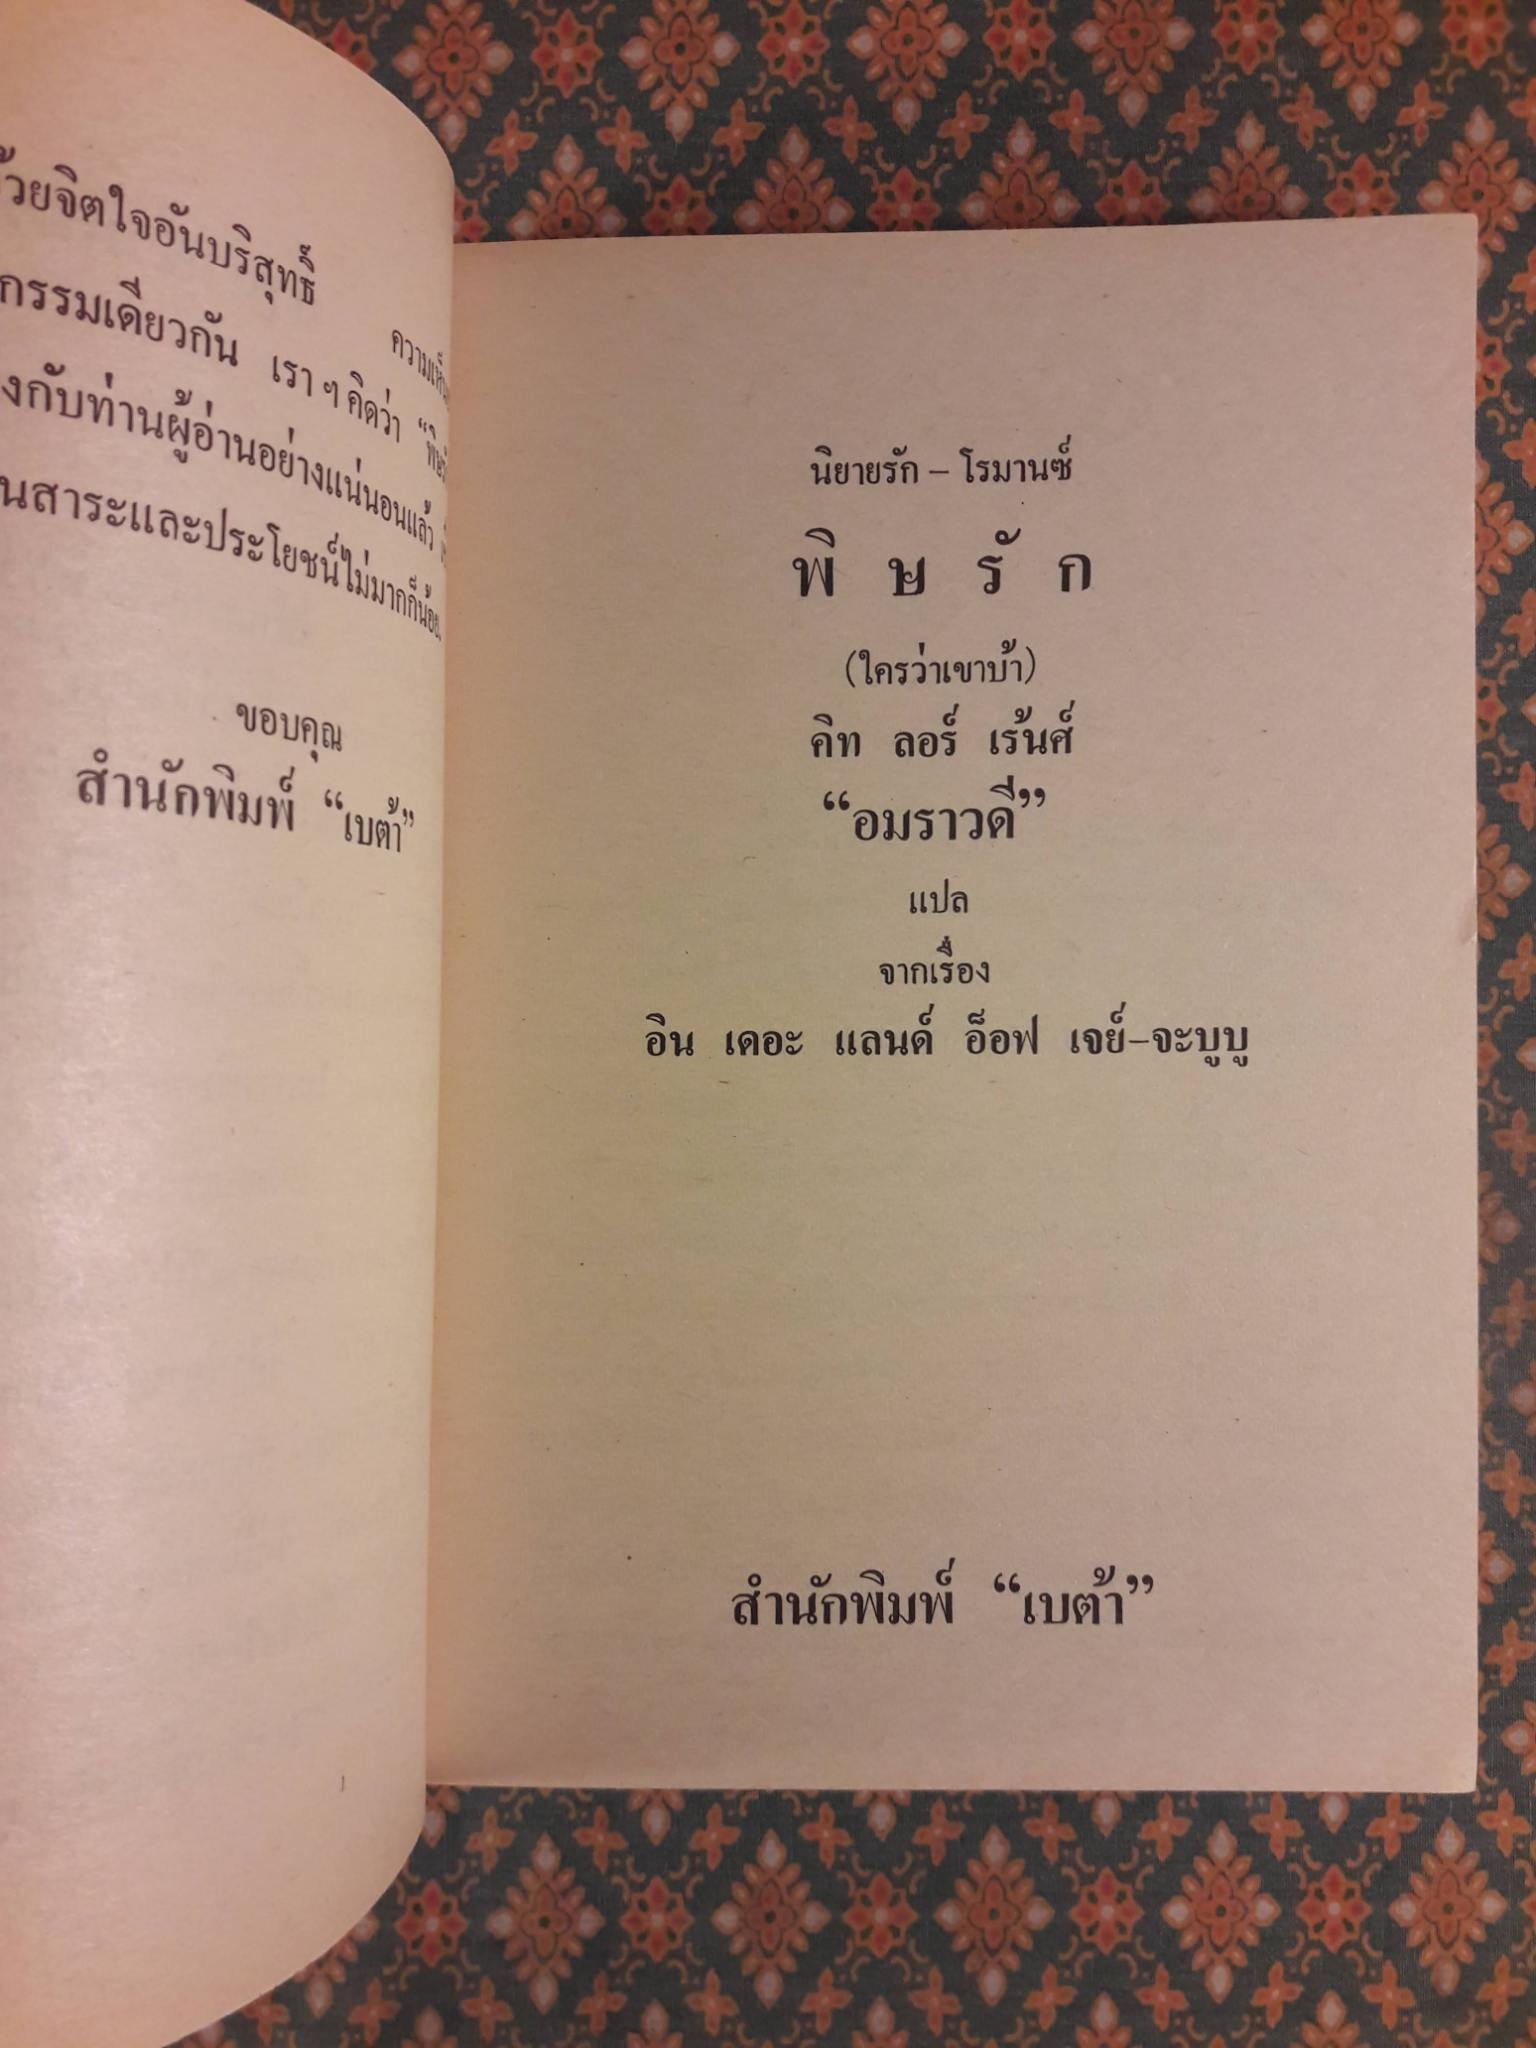 ด้วยจิตใจอันบริสุทธิ์
กรรมเดียวกัน เรา ๆ คิดว่า
งกับท่านผู้อ่านอย่างแน่นอนแล้ว
นสาระและประโยชน์ไม่มากก็น้อย
ขอบคุณ
สำนักพิมพ์ “เบต้า”
นิยายรัก – โรมานซ์
พิ ษ รั ก
(ใครว่าเขาบ้า)
คิท ลอร์ เร้นศ์
“อมราวดี”
แปล
จากเรื่อง
อิน เดอะ แลนด์ อ็อฟ เจย์–จะบูบู
สำนักพิมพ์ “เบต้า”